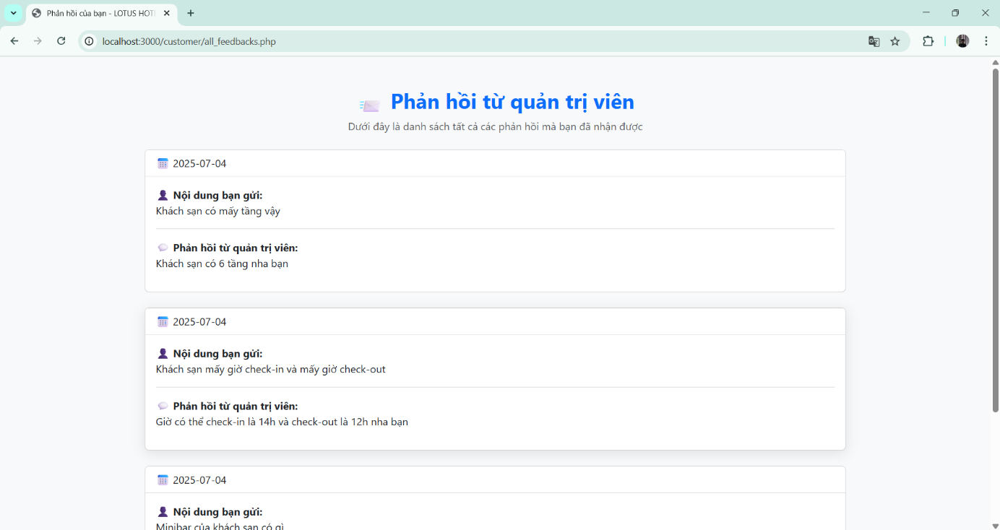 Phản hồi của bạn - LOTUS HOT
localhost:3000/customer/all_feedbacks.php
Phản hồi từ quản trị viên
Dưới đây là danh sách tất cả các phản hồi mà bạn đã nhận được
2025-07-04
Nội dung bạn gửi:
Khách sạn có mấy tầng vậy
Phản hồi từ quản trị viên:
Khách sạn có 6 tầng nha bạn
2025-07-04
Nội dung bạn gửi:
Khách sạn mấy giờ check-in và mấy giờ check-out
Phản hồi từ quản trị viên:
Giờ có thể check-in là 14h và check-out là 12h nha bạn
2025-07-04
Nội dung bạn gửi:
Minibar của khách sạn có gì